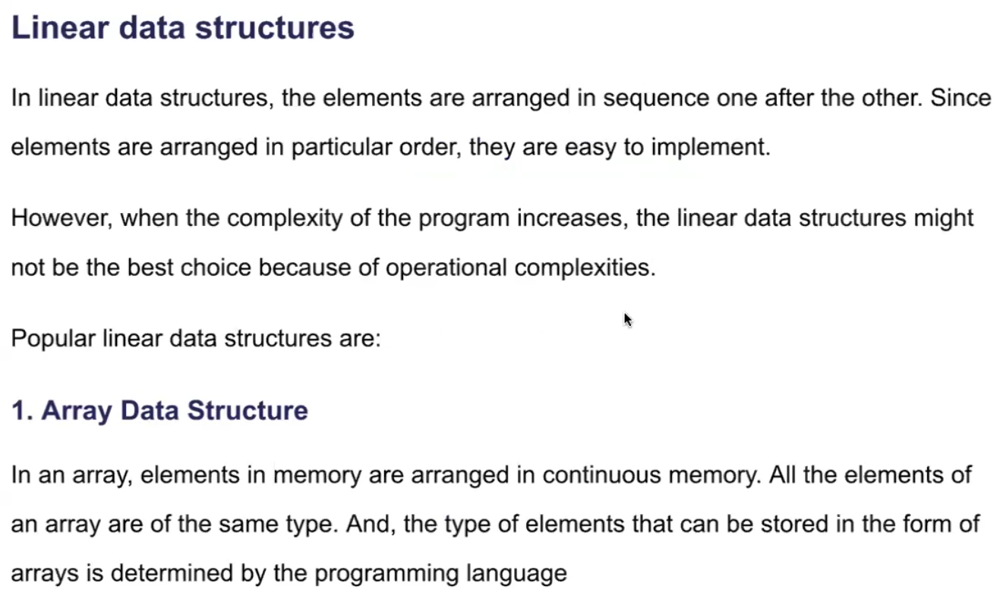 Linear data structures
In linear data structures, the elements are arranged in sequence one after the other. Since
elements are arranged in particular order, they are easy to implement.
However, when the complexity of the program increases, the linear data structures might
not be the best choice because of operational complexities.
Popular linear data structures are:
1. Array Data Structure
In an array, elements in memory are arranged in continuous memory. All the elements of
an array are of the same type. And, the type of elements that can be stored in the form of
arrays is determined by the programming language